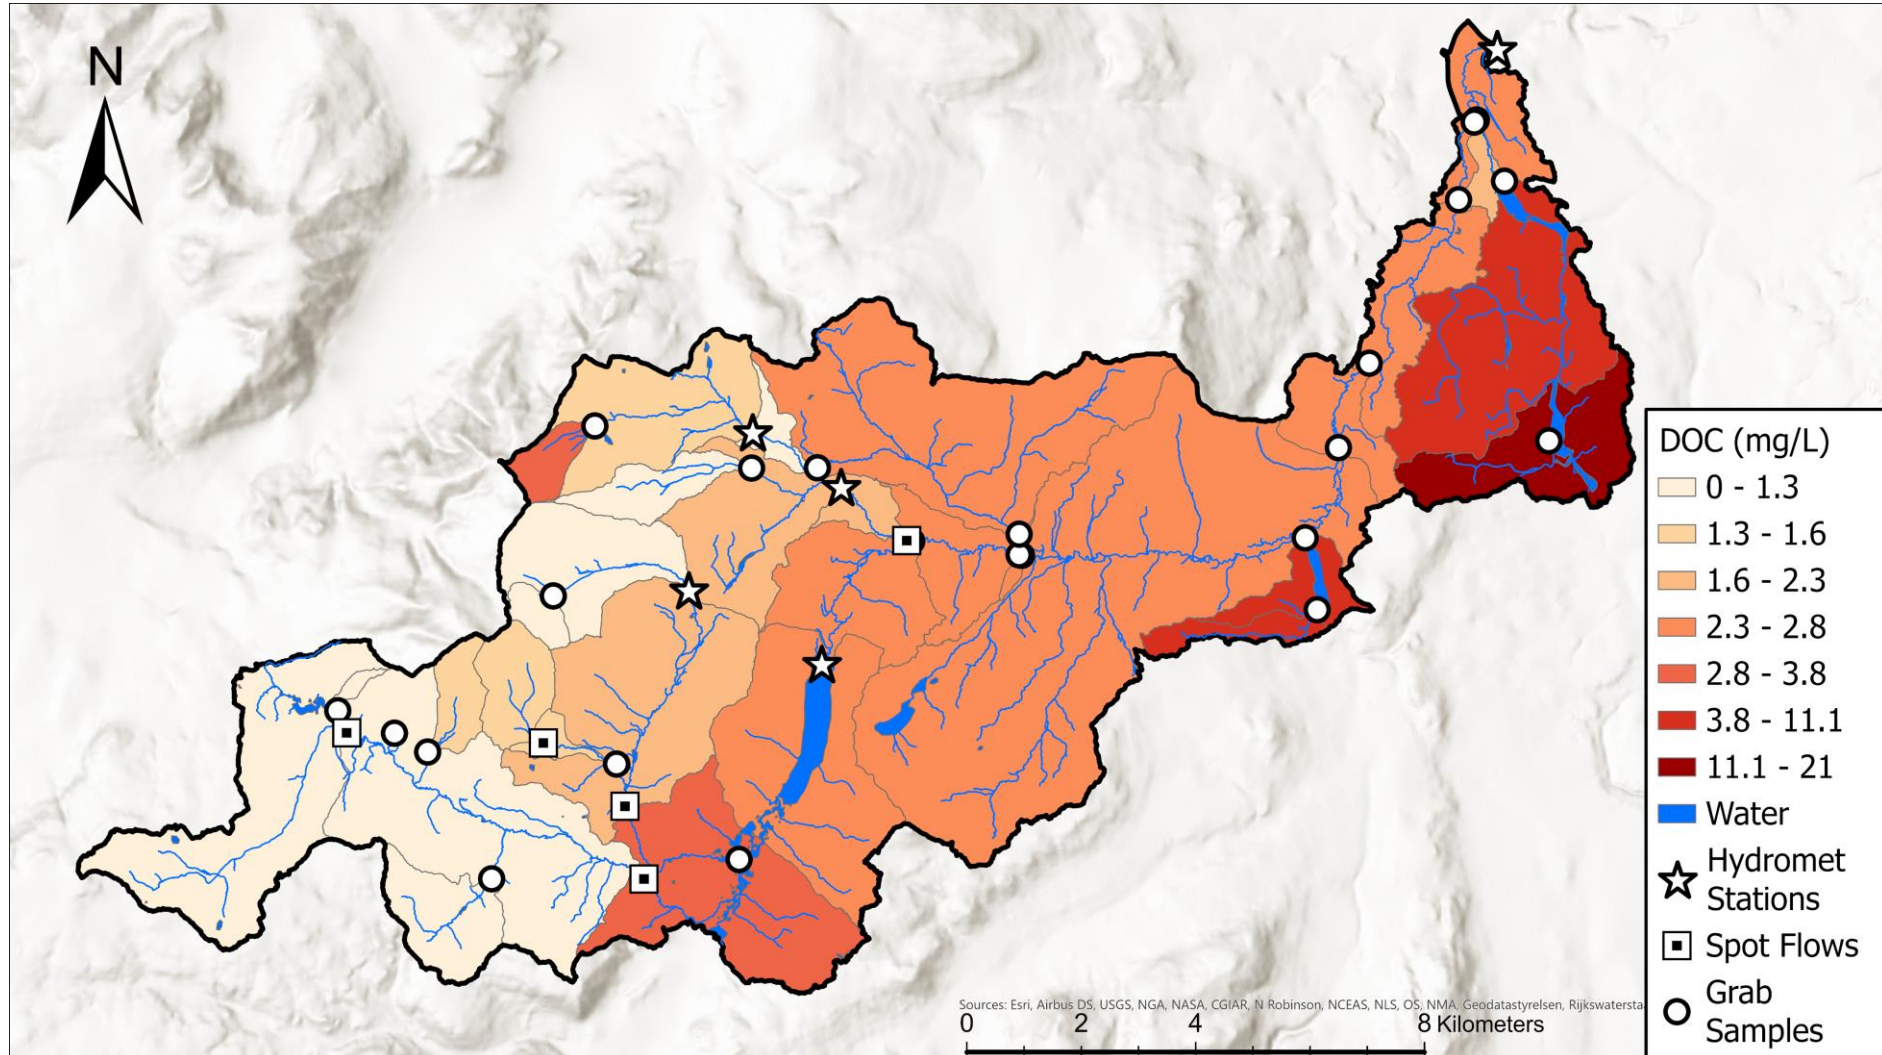 N
DOC (mg/L)
0 - 1.3
1.3 - 1.6
1.6 - 2.3
2.3 - 2.8
2.8 - 3.8
3.8 - 11.1
11.1 - 21
Water
Hydromet
Stations
Spot Flows
Grab
Samples
Sources: Esri, Airbus DS, USGS, NGA, NASA, CGIAR, N Robinson, NCEAS, NLS, OS, NMA, Geodatastyrelsen, Rijkswatersta
0 2 4 8 Kilometers